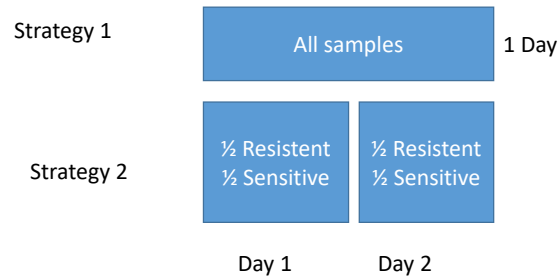 Strategy 1
All samples
1 Day
Strategy 2
½ Resistent
½ Sensitive
½ Resistent
½ Sensitive
Day 1
Day 2